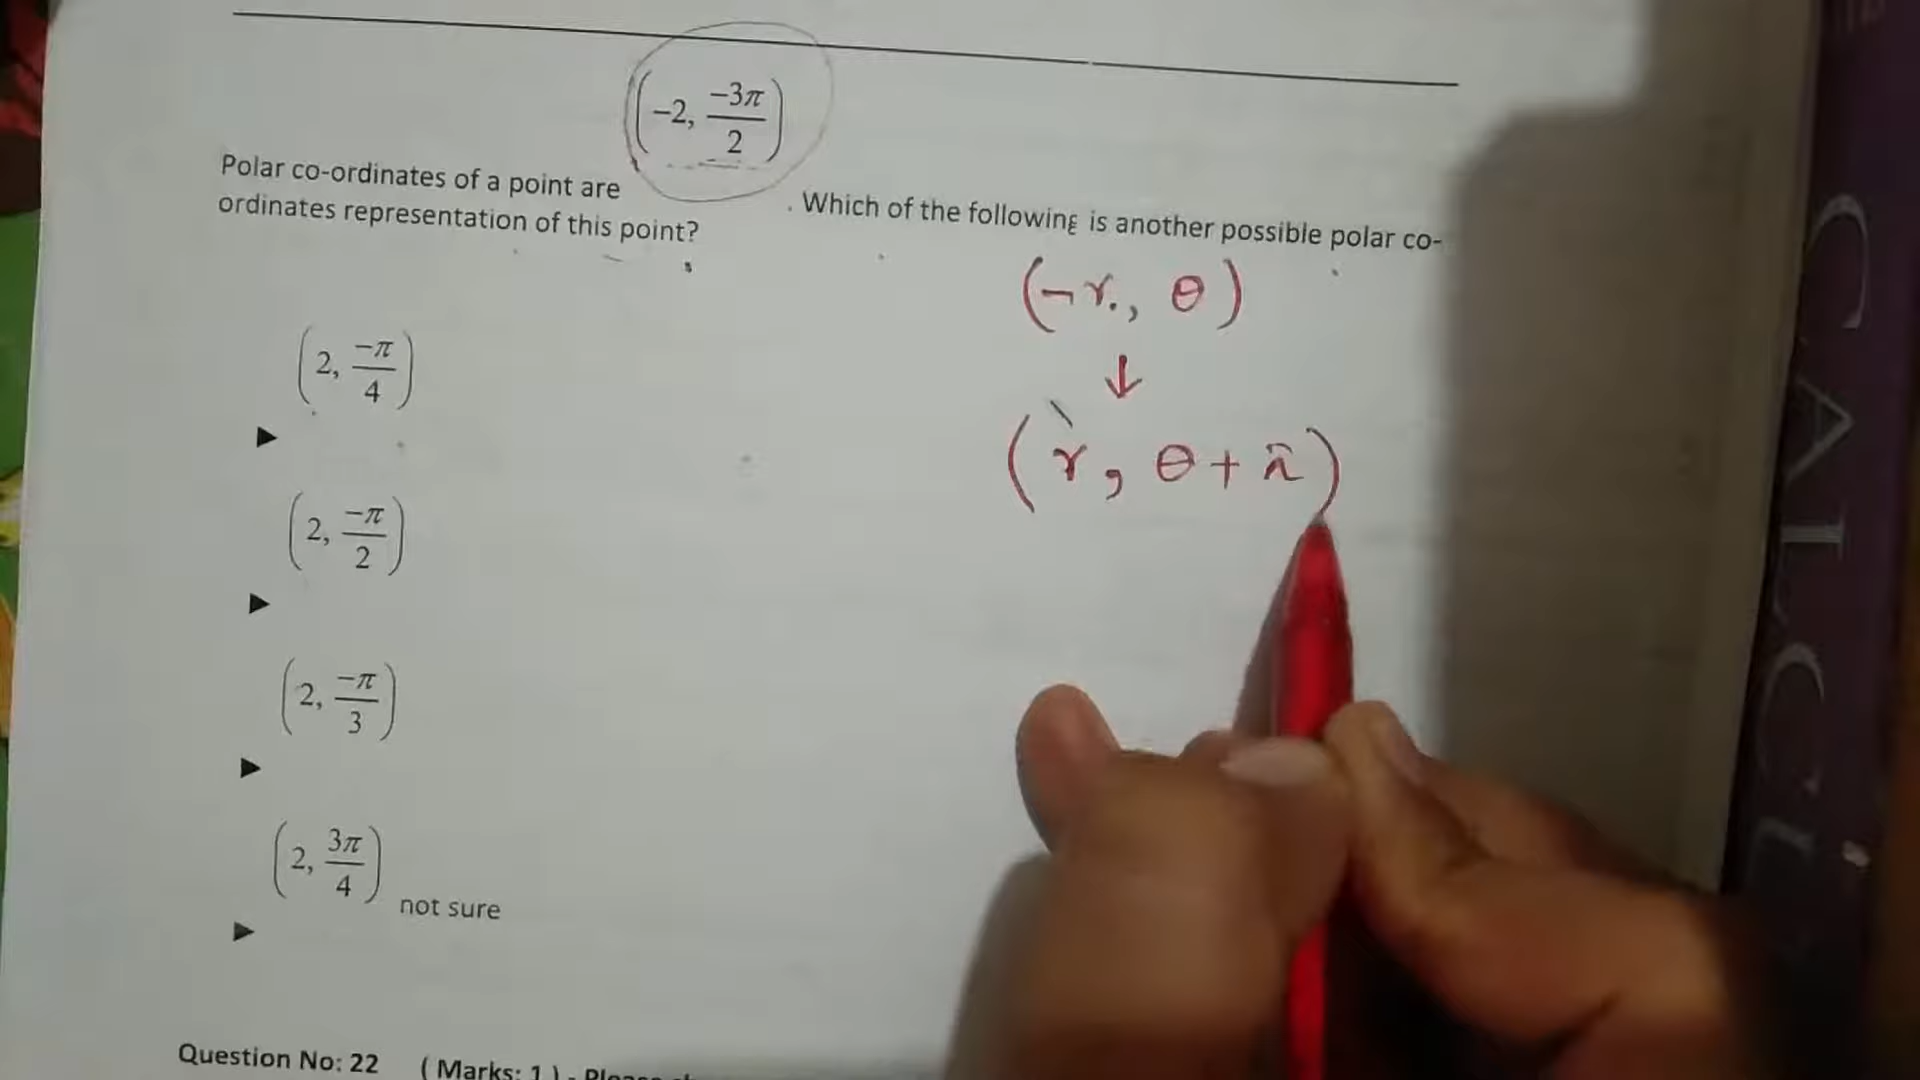 (-2, -3π/2)
Polar co-ordinates of a point are . Which of the following is another possible polar co-
ordinates representation of this point?
(-r, θ)
↓
(r, θ + π)
(2, -π/4)
►
(2, -π/2)
►
(2, -π/3)
►
(2, 3π/4) not sure
►
Question No: 22 ( Marks: 1 ) -
CALCU